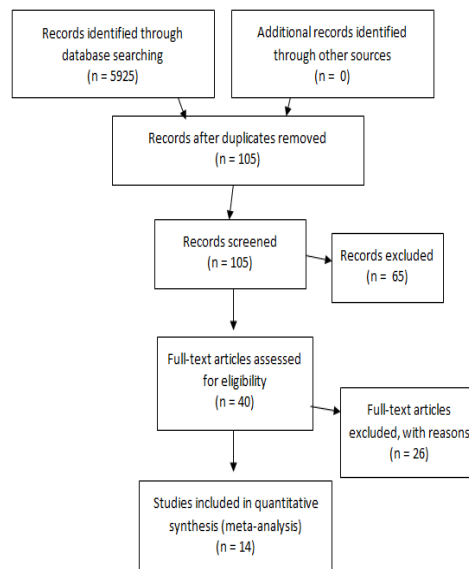 Records identified through
database searching
(n = 5925)
Additional records identified
through other sources
(n = 0)
Records after duplicates removed
(n = 105)
Records screened
(n = 105)
Records excluded
(n = 65)
Full-text articles assessed
for eligibility
(n = 40)
Full-text articles
excluded, with reasons
(n = 26)
Studies included in quantitative
synthesis (meta-analysis)
n = 14)